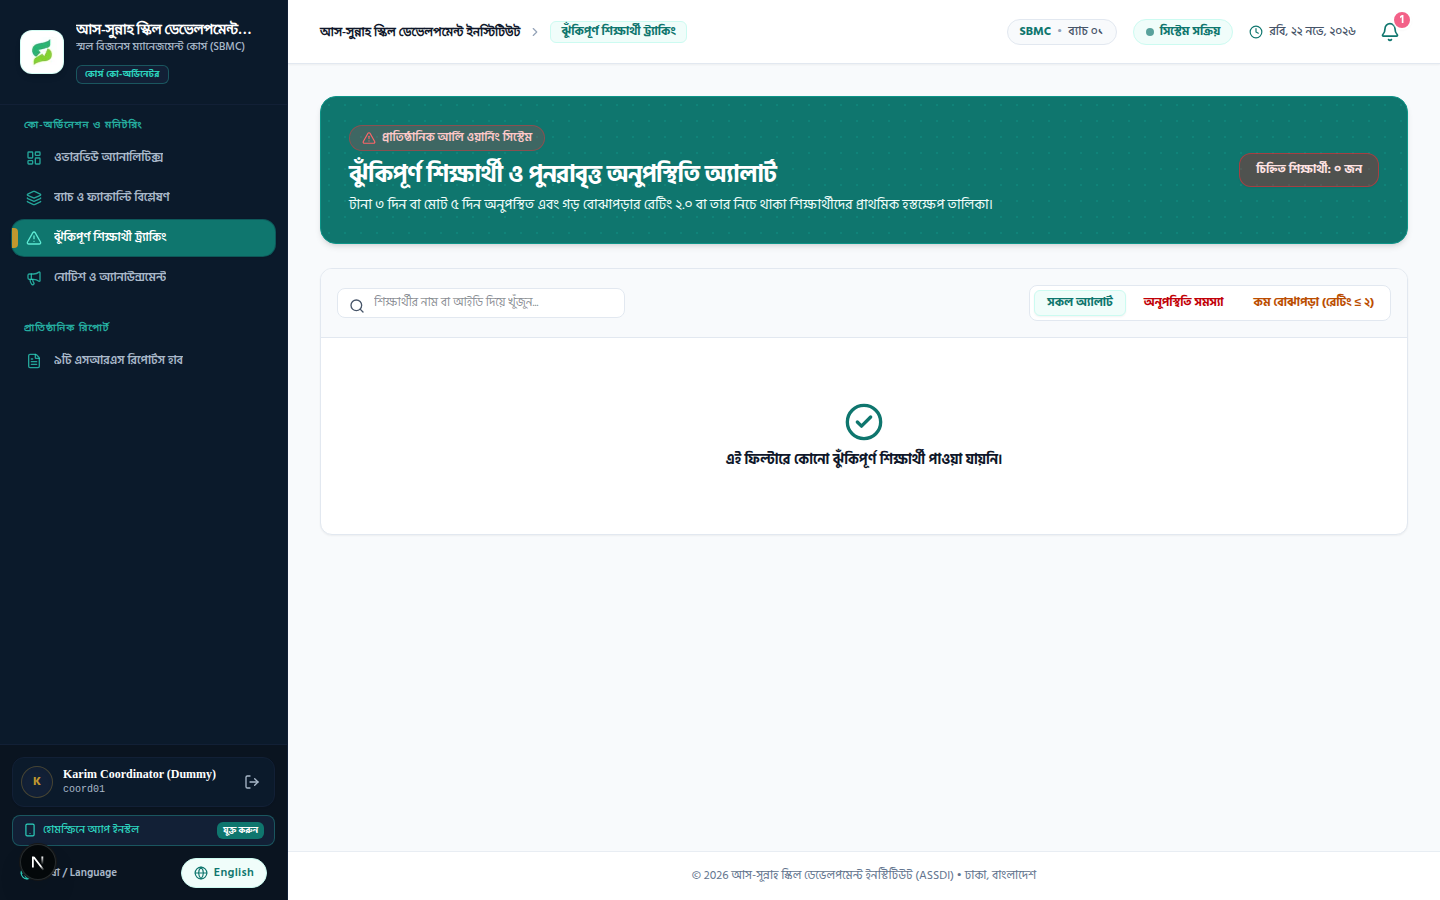 আস-সুন্নাহ স্কিল ডেভেলপমেন্ট...
স্মল বিজনেস ম্যানেজমেন্ট কোর্স (SBMC)
কোর্স কো-অর্ডিনেটর
কো-অর্ডিনেশন ও মনিটরিং
ওভারভিউ অ্যানালিটিক্স
ব্যাচ ও ফ্যাকাল্টি বিশ্লেষণ
ঝুঁকিপূর্ণ শিক্ষার্থী ট্র্যাকিং
নোটিশ ও অ্যানাউন্সমেন্ট
প্রাতিষ্ঠানিক রিপোর্ট
৯টি এসআরএস রিপোর্টস হাব
K
Karim Coordinator (Dummy)
coord01
হোমস্ক্রিনে অ্যাপ ইনস্টল
যুক্ত করুন
N
/ Language
English
আস-সুন্নাহ স্কিল ডেভেলপমেন্ট ইনস্টিটিউট
ঝুঁকিপূর্ণ শিক্ষার্থী ট্র্যাকিং
SBMC • ব্যাচ ০১
সিস্টেম সক্রিয়
রবি, ২২ নভে, ২০২৬
1
প্রাতিষ্ঠানিক আর্লি ওয়ার্নিং সিস্টেম
ঝুঁকিপূর্ণ শিক্ষার্থী ও পুনরাবৃত্ত অনুপস্থিতি অ্যালার্ট
টানা ৩ দিন বা মোট ৫ দিন অনুপস্থিত এবং গড় বোঝাপড়ার রেটিং ২.০ বা তার নিচে থাকা শিক্ষার্থীদের প্রাথমিক হস্তক্ষেপ তালিকা।
চিহ্নিত শিক্ষার্থী: ০ জন
শিক্ষার্থীর নাম বা আইডি দিয়ে খুঁজুন...
সকল অ্যালার্ট
অনুপস্থিতি সমস্যা
কম বোঝাপড়া (রেটিং ≤ ২)
এই ফিল্টারে কোনো ঝুঁকিপূর্ণ শিক্ষার্থী পাওয়া যায়নি।
© 2026 আস-সুন্নাহ স্কিল ডেভেলপমেন্ট ইনস্টিটিউট (ASSDI) • ঢাকা, বাংলাদেশ